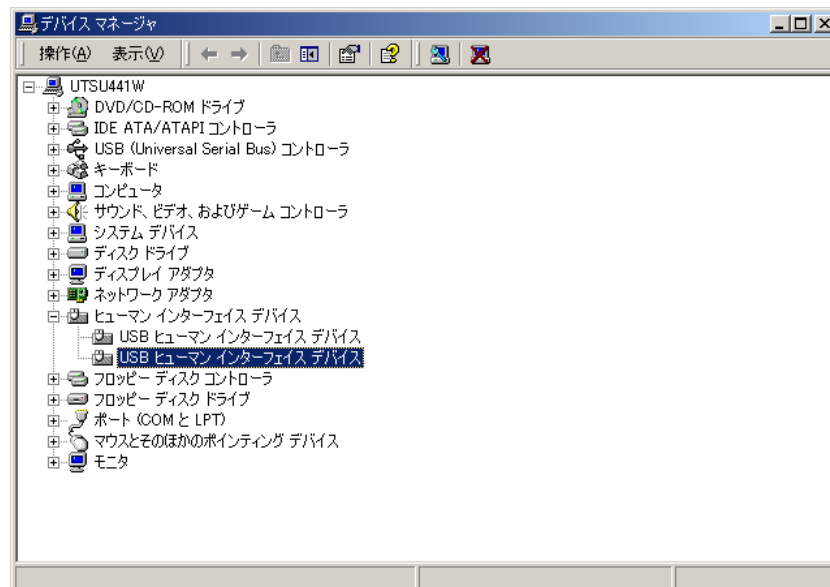 デバイス マネージャ
操作(A) 表示(V)
UTSU441W
DVD/CD-ROM ドライブ
IDE ATA/ATAPI コントローラ
USB (Universal Serial Bus) コントローラ
キーボード
コンピュータ
サウンド、ビデオ、およびゲーム コントローラ
システム デバイス
ディスク ドライブ
ディスプレイ アダプタ
ネットワーク アダプタ
ヒューマン インターフェイス デバイス
USB ヒューマン インターフェイス デバイス
USB ヒューマン インターフェイス デバイス
フロッピー ディスク コントローラ
フロッピー ディスク ドライブ
ポート (COM と LPT)
マウスとそのほかのポインティング デバイス
モニタ